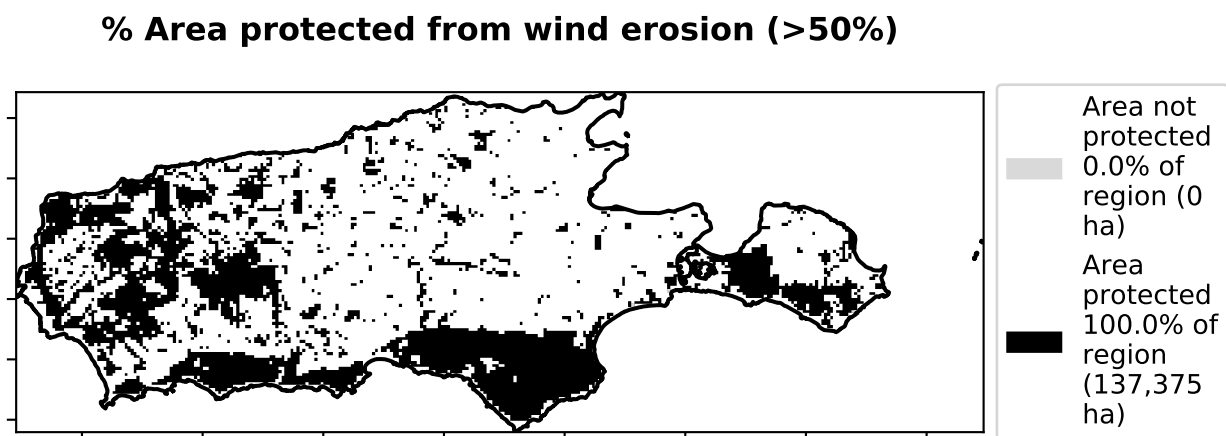 % Area protected from wind erosion (>50%)
Area not
protected
0.0% of
region (0
ha)
Area
protected
100.0% of
region
(137,375
ha)